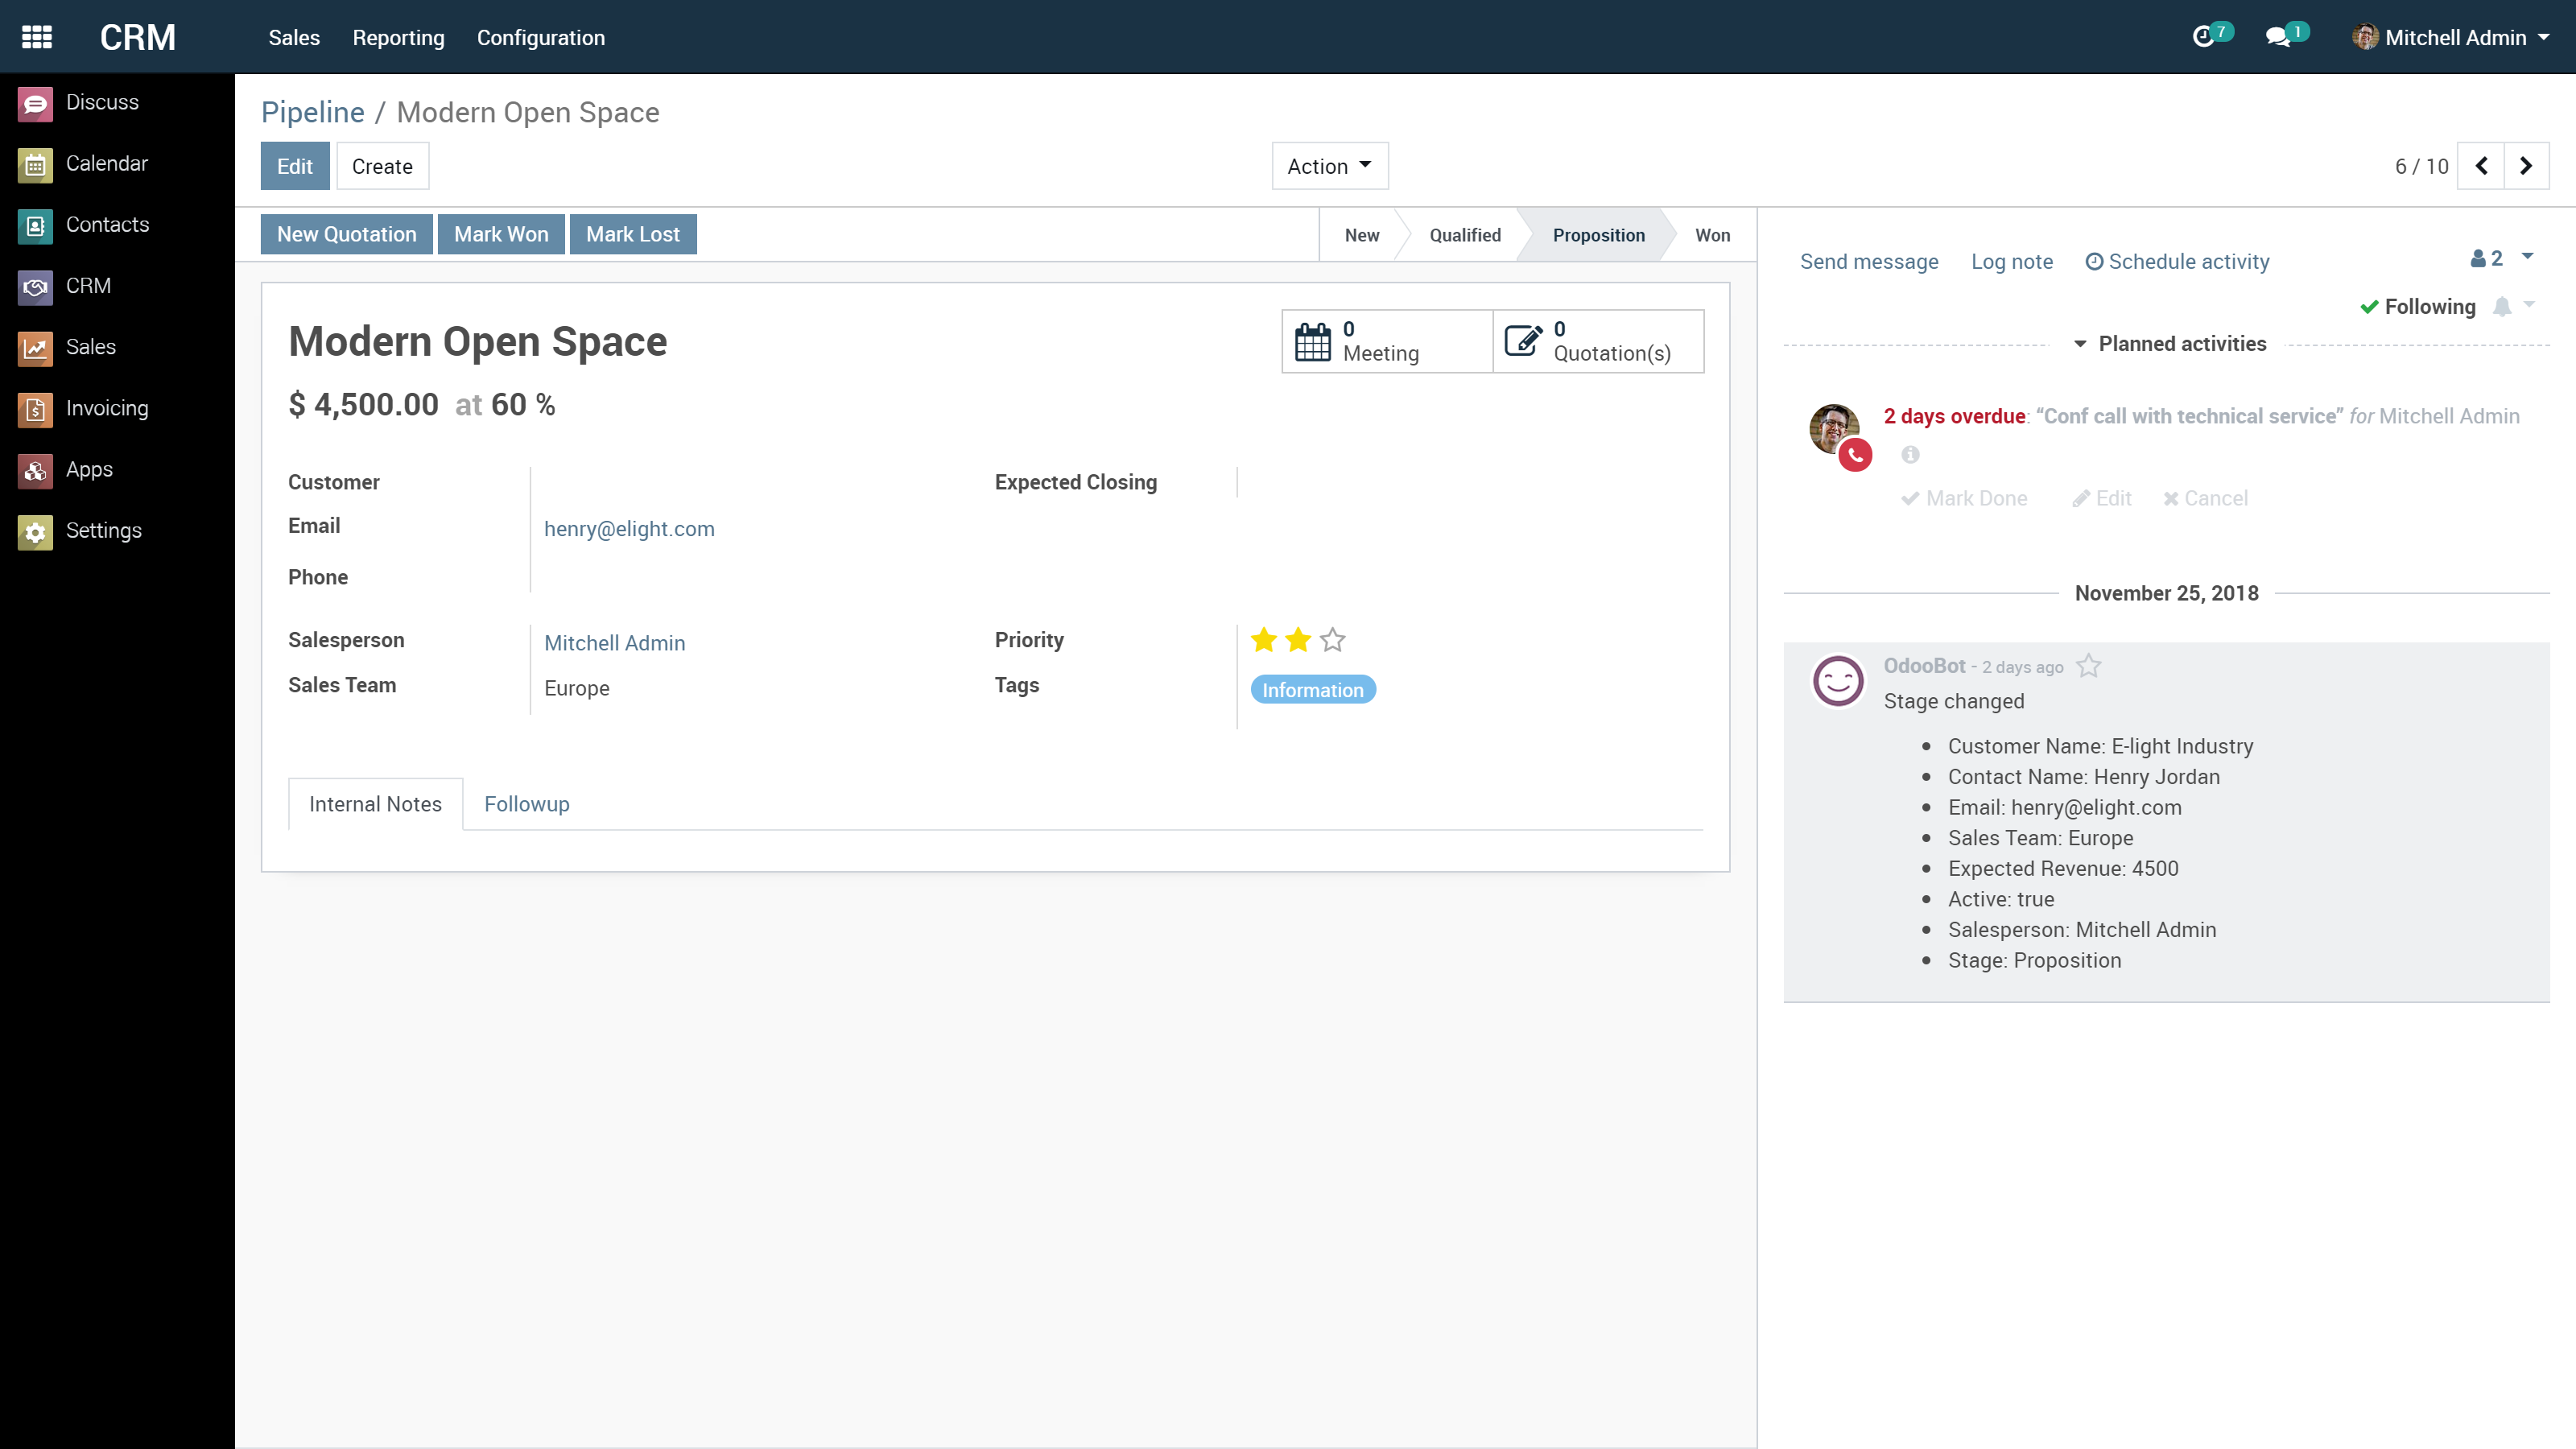 CRM
Sales Reporting Configuration
7
1
Mitchell Admin
Discuss
Calendar
Contacts
CRM
Sales
Invoicing
Apps
Settings
Pipeline / Modern Open Space
Edit Create
Action
6 / 10
New Quotation Mark Won Mark Lost
New Qualified Proposition Won
Modern Open Space
0
Meeting
0
Quotation(s)
$ 4,500.00 at 60 %
Customer
Email henry@elight.com
Phone
Expected Closing
Salesperson Mitchell Admin
Sales Team Europe
Priority
Tags Information
Internal Notes Followup
Send message Log note Schedule activity 2
Following
Planned activities
2 days overdue: “Conf call with technical service” for Mitchell Admin
Mark Done Edit Cancel
November 25, 2018
OdooBot - 2 days ago
Stage changed
• Customer Name: E-light Industry
• Contact Name: Henry Jordan
• Email: henry@elight.com
• Sales Team: Europe
• Expected Revenue: 4500
• Active: true
• Salesperson: Mitchell Admin
• Stage: Proposition